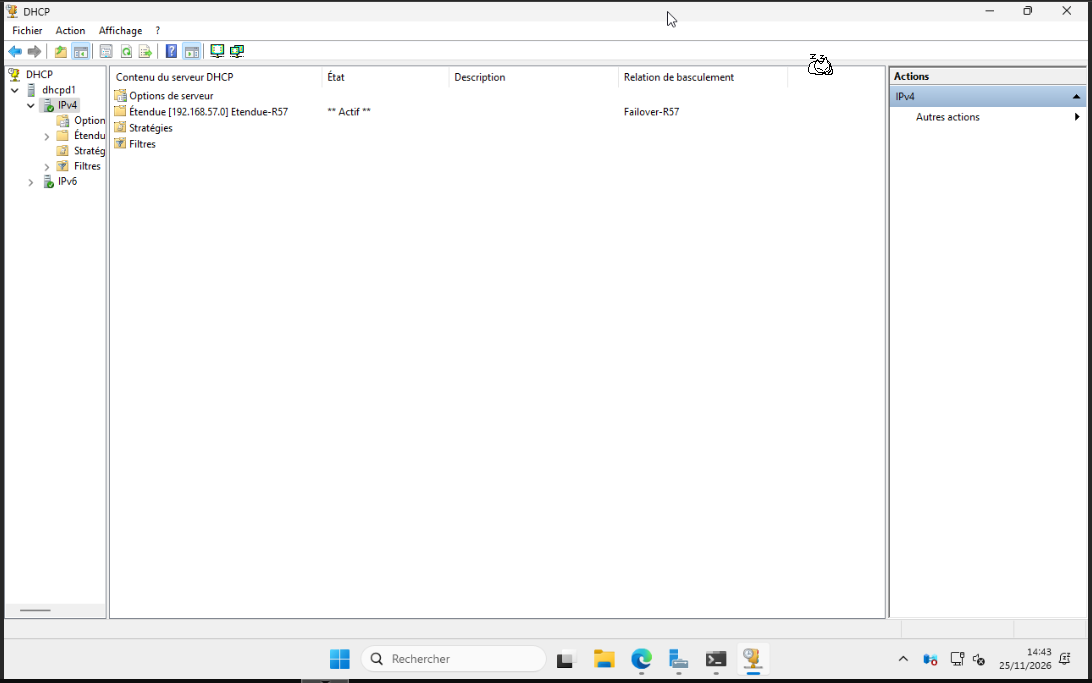 DHCP
Fichier Action Affichage ?
DHCP
dhcpd1
IPv4
Option
Étendu
Stratég
Filtres
IPv6
Contenu du serveur DHCP État Description Relation de basculement
Options de serveur
Étendue [192.168.57.0] Etendue-R57 ** Actif ** Failover-R57
Stratégies
Filtres
Actions
IPv4
Autres actions
Rechercher
14:43
25/11/2026